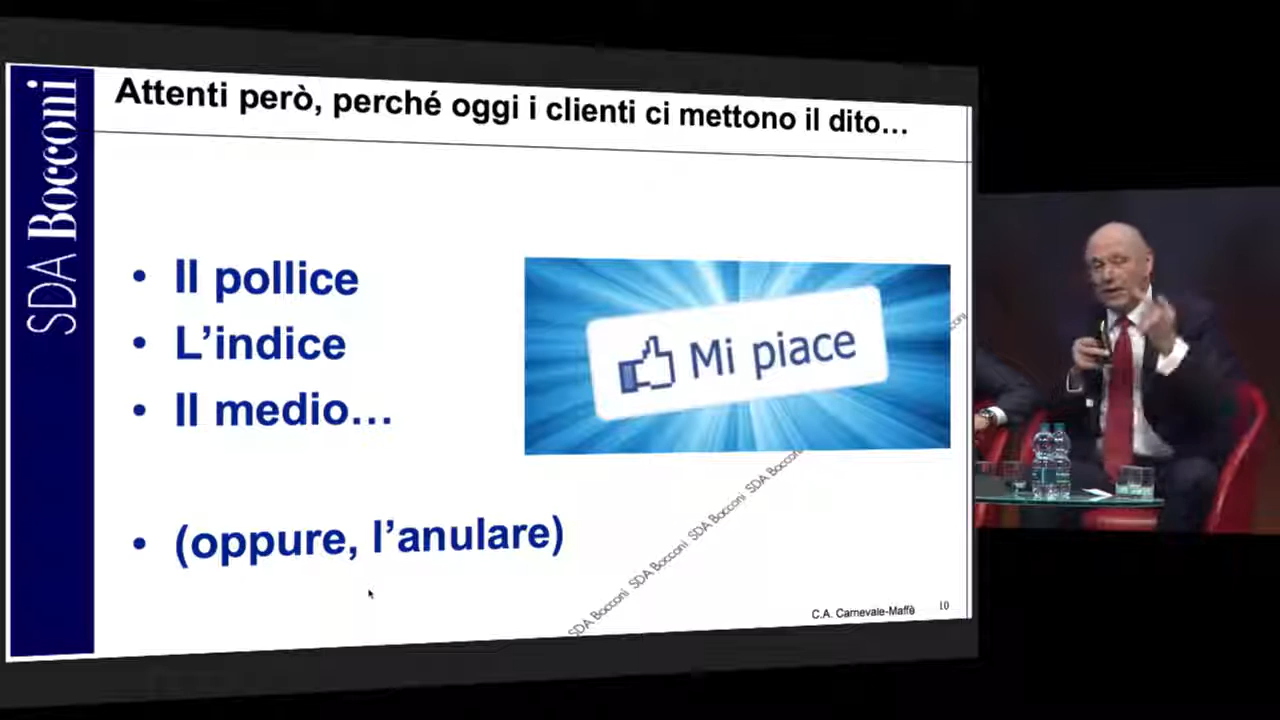 SDA Bocconi
Attenti però, perché oggi i clienti ci mettono il dito…
• Il pollice
• L’indice
• Il medio…
• (oppure, l’anulare)
Mi piace
SDA Bocconi SDA Bocconi SDA Bocconi SDA Bocconi
C.A. Carnevale-Maffè
10